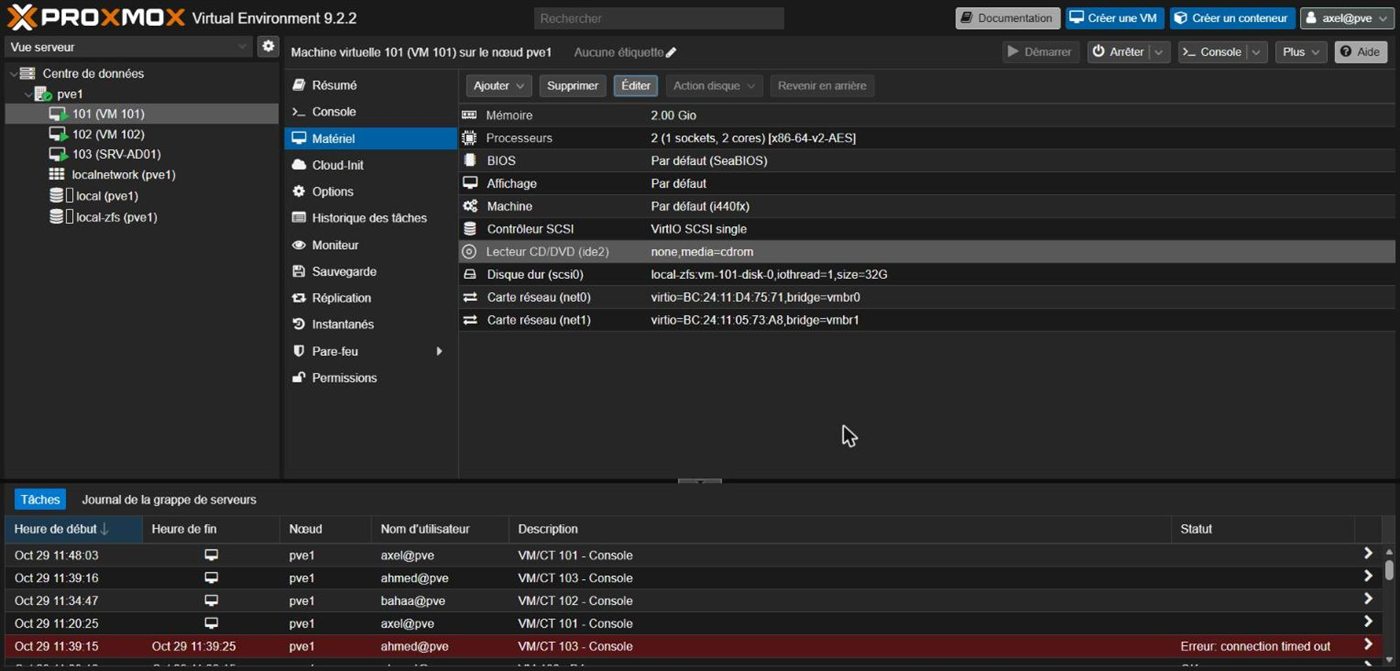 PROXMOX Virtual Environment 9.2.2 Rechercher Documentation Créer une VM Créer un conteneur axel@pve
Vue serveur
Machine virtuelle 101 (VM 101) sur le nœud pve1 Aucune étiquette Démarrer Arrêter >_ Console Plus Aide
Centre de données
pve1
101 (VM 101)
102 (VM 102)
103 (SRV-AD01)
localnetwork (pve1)
local (pve1)
local-zfs (pve1)
Résumé
Console
Matériel
Cloud-Init
Options
Historique des tâches
Moniteur
Sauvegarde
Réplication
Instantanés
Pare-feu
Permissions
Ajouter Supprimer Éditer Action disque Revenir en arrière
Mémoire 2.00 Gio
Processeurs 2 (1 sockets, 2 cores) [x86-64-v2-AES]
BIOS Par défaut (SeaBIOS)
Affichage Par défaut
Machine Par défaut (i440fx)
Contrôleur SCSI VirtIO SCSI single
Lecteur CD/DVD (ide2) none,media=cdrom
Disque dur (scsi0) local-zfs:vm-101-disk-0,iothread=1,size=32G
Carte réseau (net0) virtio=BC:24:11:D4:75:71,bridge=vmbr0
Carte réseau (net1) virtio=BC:24:11:05:73:A8,bridge=vmbr1
Tâches Journal de la grappe de serveurs
Heure de début Heure de fin Nœud Nom d'utilisateur Description Statut
Oct 29 11:48:03 pve1 axel@pve VM/CT 101 - Console
Oct 29 11:39:16 pve1 ahmed@pve VM/CT 103 - Console
Oct 29 11:34:47 pve1 bahaa@pve VM/CT 102 - Console
Oct 29 11:20:25 pve1 axel@pve VM/CT 101 - Console
Oct 29 11:39:15 Oct 29 11:39:25 pve1 ahmed@pve VM/CT 103 - Console Erreur: connection timed out